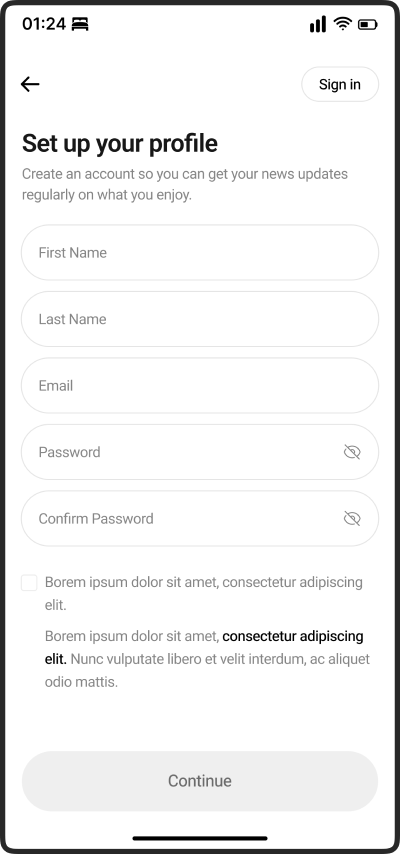 01:24
Sign in
Set up your profile
Create an account so you can get your news updates
regularly on what you enjoy.
First Name
Last Name
Email
Password
Confirm Password
Borem ipsum dolor sit amet, consectetur adipiscing
elit.
Borem ipsum dolor sit amet, consectetur adipiscing
elit. Nunc vulputate libero et velit interdum, ac aliquet
odio mattis.
Continue